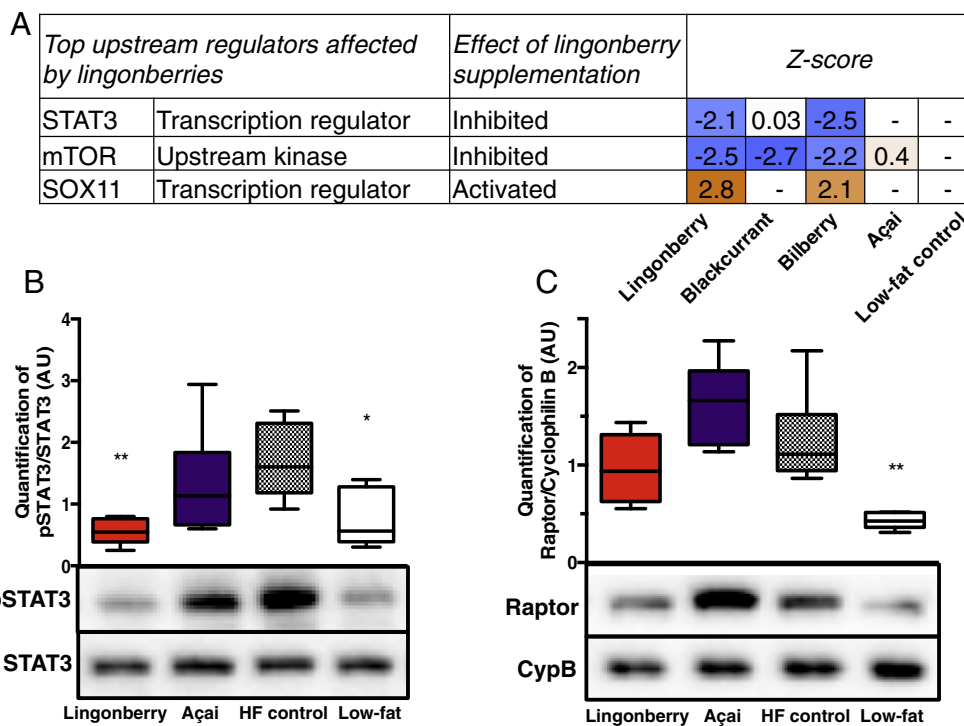 A
Top upstream regulators affected by lingonberries Effect of lingonberry supplementation Z-score
STAT3 Transcription regulator Inhibited -2.1 0.03 -2.5 - -
mTOR Upstream kinase Inhibited -2.5 -2.7 -2.2 0.4 -
SOX11 Transcription regulator Activated 2.8 - 2.1 - -
Lingonberry Blackcurrant Bilberry Açai Low-fat control
B
Quantification of
pSTAT3/STAT3 (AU)
4
3
2
1
0
** *
pSTAT3
STAT3
Lingonberry Açai HF control Low-fat
C
Quantification of
Raptor/Cyclophilin B (AU)
2
1
0
**
Raptor
CypB
Lingonberry Açai HF control Low-fat